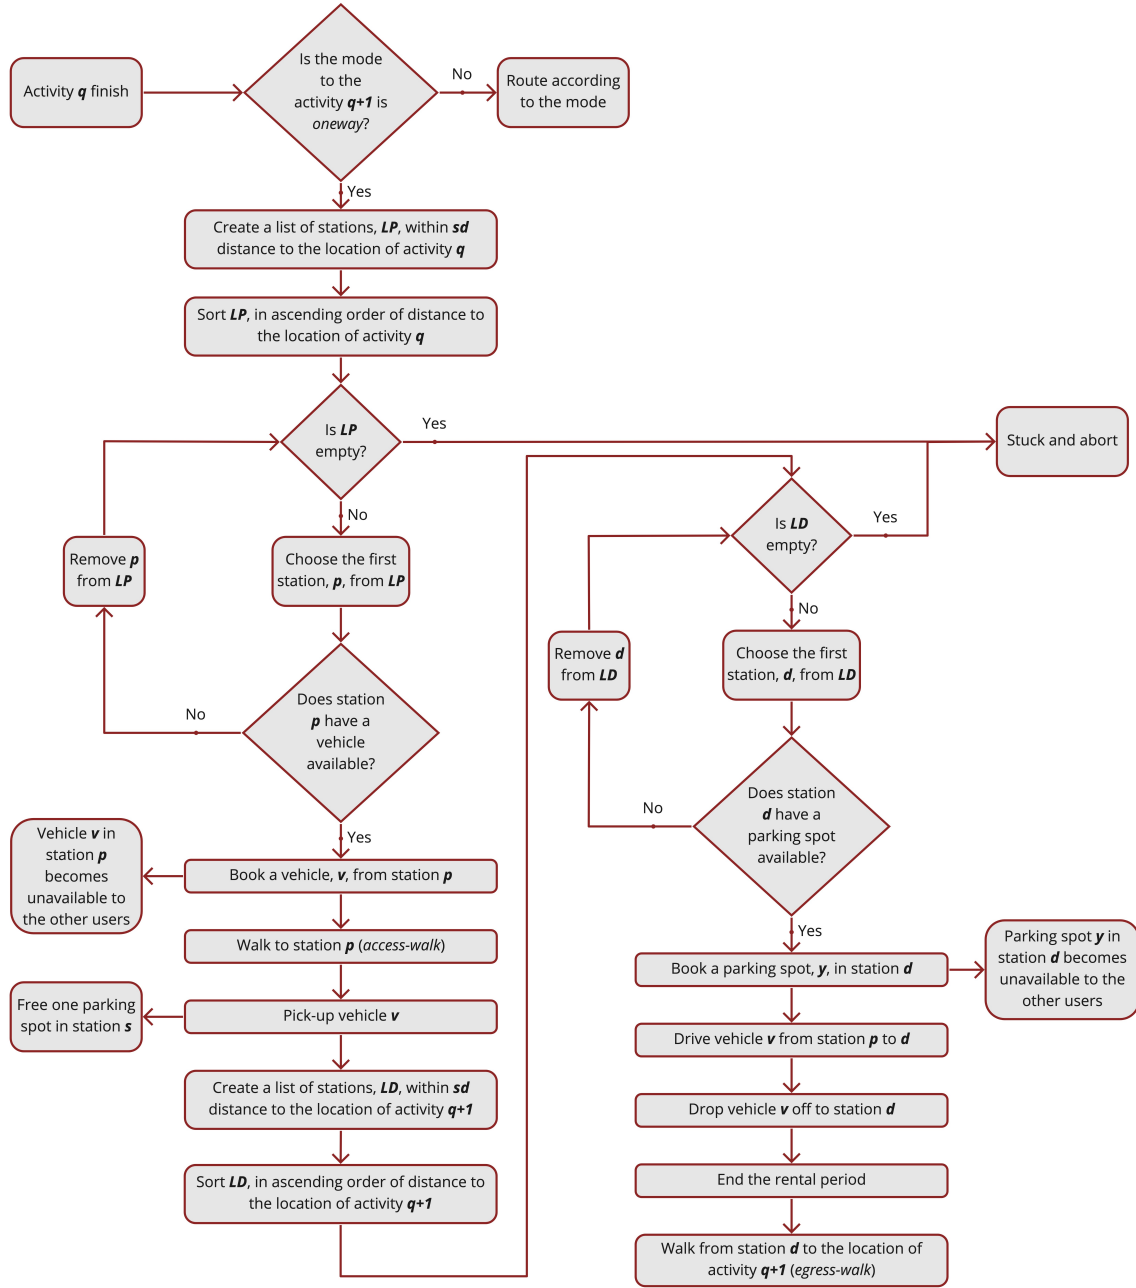 Activity q finish
Is the mode
to the
activity q+1 is
oneway?
No
Route according
to the mode
Yes
Create a list of stations, LP, within sd
distance to the location of activity q
Sort LP, in ascending order of distance to
the location of activity q
Is LP
empty?
Yes
Stuck and abort
No
Remove p
from LP
Choose the first
station, p, from LP
Does station
p have a
vehicle
available?
No
Yes
Vehicle v in
station p
becomes
unavailable to
the other users
Book a vehicle, v, from station p
Walk to station p (access-walk)
Free one parking
spot in station s
Pick-up vehicle v
Create a list of stations, LD, within sd
distance to the location of activity q+1
Sort LD, in ascending order of distance to
the location of activity q+1
Is LD
empty?
Yes
No
Remove d
from LD
Choose the first
station, d, from LD
Does station
d have a
parking spot
available?
No
Yes
Book a parking spot, y, in station d
Parking spot y in
station d becomes
unavailable to the
other users
Drive vehicle v from station p to d
Drop vehicle v off to station d
End the rental period
Walk from station d to the location of
activity q+1 (egress-walk)